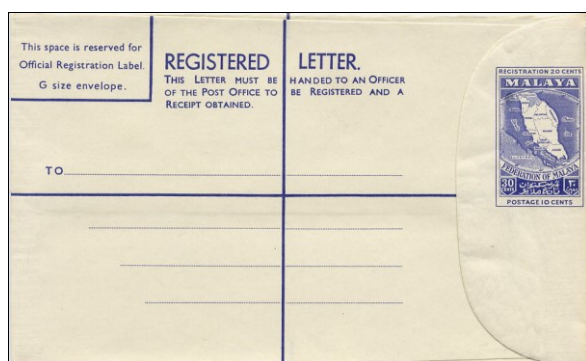 This space is reserved for
Official Registration Label.
G size envelope.
REGISTERED LETTER.
THIS LETTER MUST BE HANDED TO AN OFFICER
OF THE POST OFFICE TO BE REGISTERED AND A
RECEIPT OBTAINED.
TO
REGISTRATION 20 CENTS
MALAYA
FEDERATION OF MALAYA
30
POSTAGE 10 CENTS